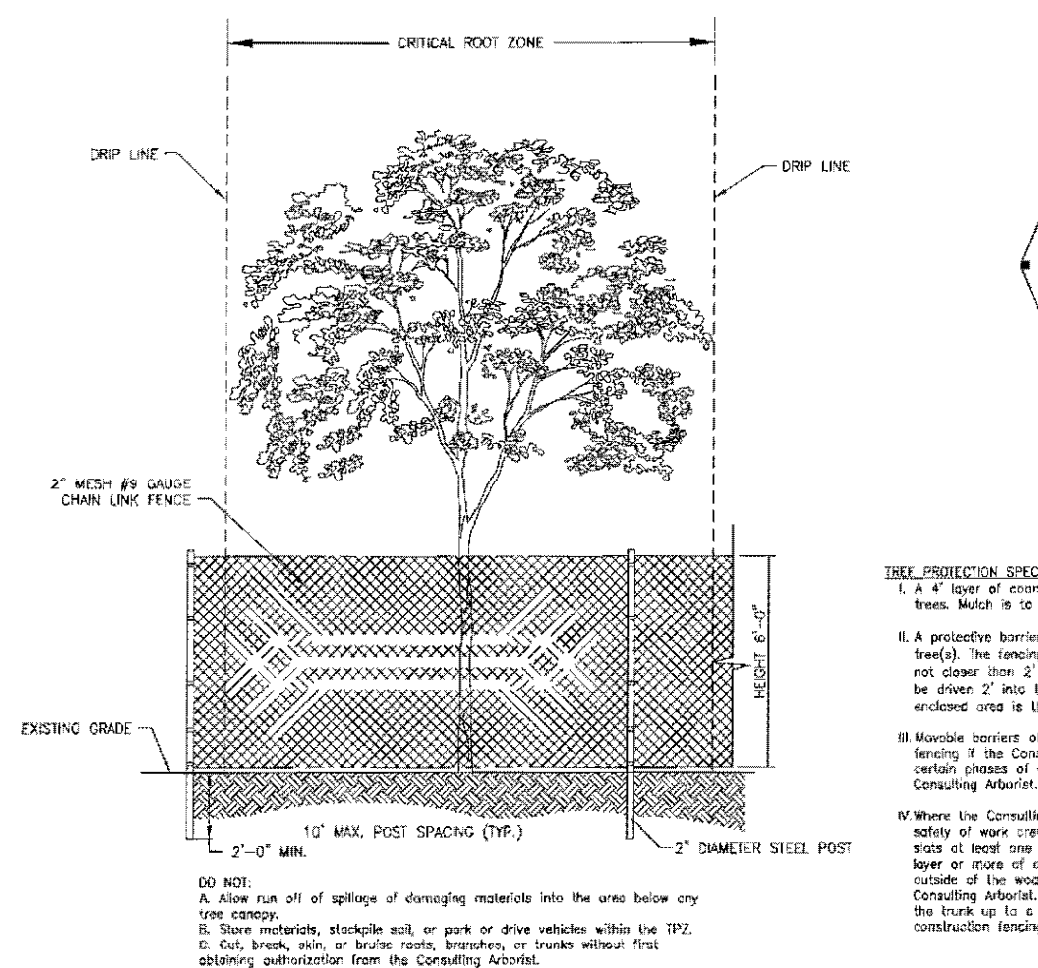 CRITICAL ROOT ZONE
DRIP LINE
DRIP LINE
2" MESH #9 GAUGE
CHAIN LINK FENCE
HEIGHT 6'-0"
EXISTING GRADE
10' MAX. POST SPACING (TYP.)
2'-0" MIN.
2" DIAMETER STEEL POST
DO NOT:
A. Allow run off of spillage of damaging materials into the area below any
tree canopy.
B. Store materials, stockpile soil, or park or drive vehicles within the TPZ.
C. Cut, break, skin, or bruise roots, branches, or trunks without first
obtaining authorization from the Consulting Arborist.
TREE PROTECTION SPEC
I. A 4" layer of
trees. Mulch is to
II. A protective barrier
tree(s). The fencing
not closer than 2'
be driven 2' into
enclosed area is
III. Movable barriers
fencing if the Cons
certain phases of
Consulting Arborist.
IV. Where the Consulti
safety of work cre
slats at least one
layer or more of
outside of the
Consulting Arborist.
the trunk up to a
construction fencing